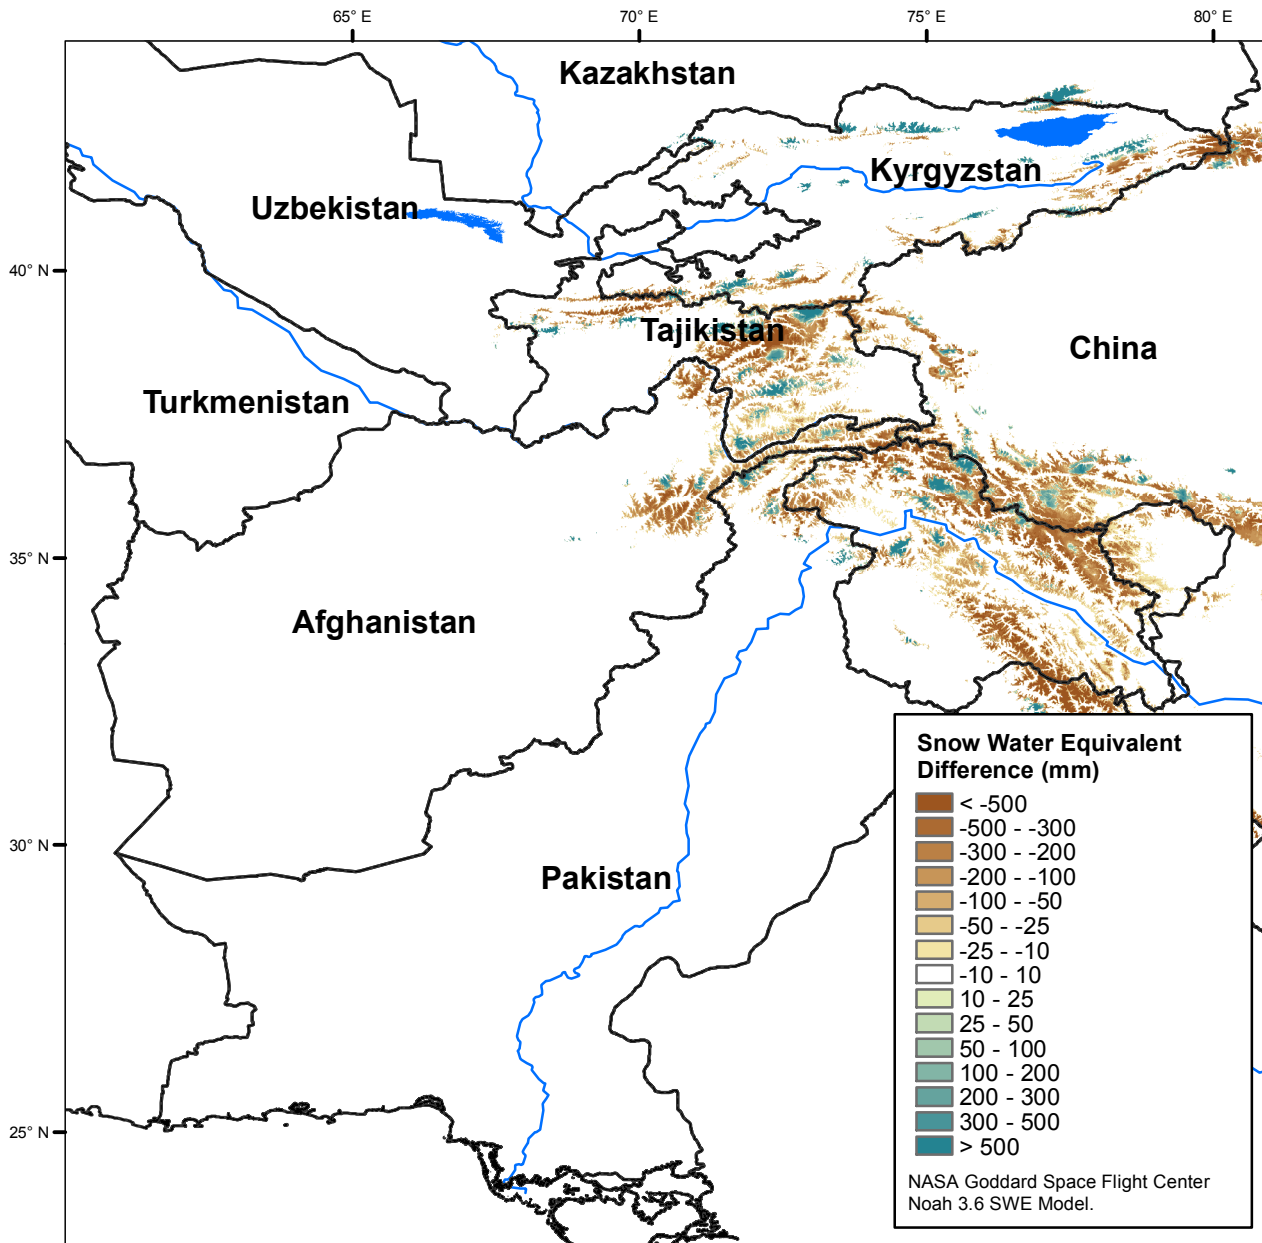 65° E
70° E
75° E
80° E
Kazakhstan
Kyrgyzstan
Uzbekistan
40° N
Tajikistan
China
Turkmenistan
35° N
Afghanistan
30° N
Pakistan
25° N
Snow Water Equivalent
Difference (mm)
< -500
-500 - -300
-300 - -200
-200 - -100
-100 - -50
-50 - -25
-25 - -10
-10 - 10
10 - 25
25 - 50
50 - 100
100 - 200
200 - 300
300 - 500
> 500
NASA Goddard Space Flight Center
Noah 3.6 SWE Model.